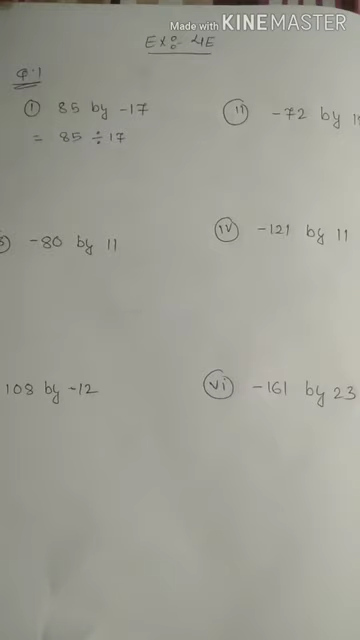 Made with KINEMASTER
Ex:- 4E
Q.1
(i) 85 by -17
= 85 ÷ 17
(ii) -72 by
-80 by 11
(iv) -121 by 11
108 by -12
(vi) -161 by 23